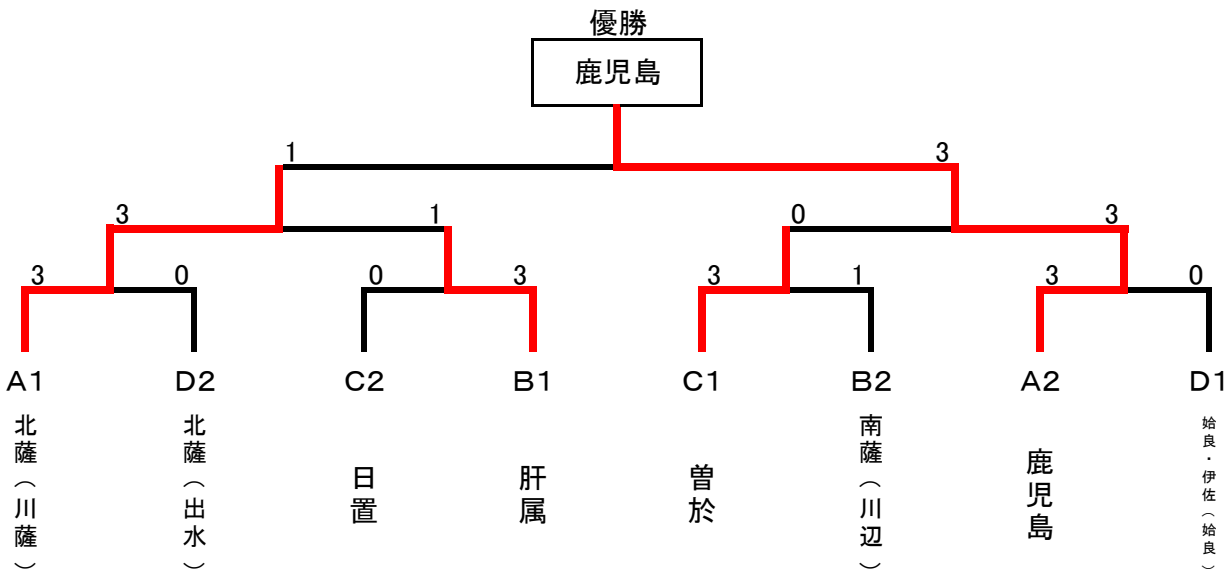 優勝
鹿児島
1 3
3 1 0 3
3 0 0 3 3 1 3 0
A1 D2 C2 B1 C1 B2 A2 D1
北薩(川薩)
北薩(出水)
日置
肝属
曽於
南薩(川辺)
鹿児島
姶良・伊佐(姶良)